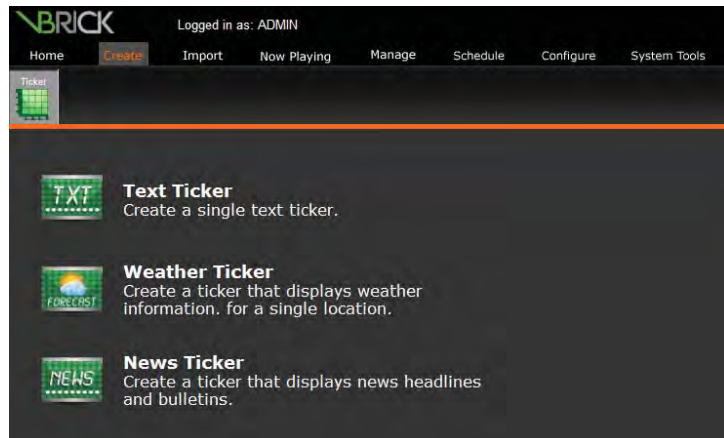 VBRICK
Logged in as: ADMIN
Home Create Import Now Playing Manage Schedule Configure System Tools
Ticker
TXT
Text Ticker
Create a single text ticker.
FORECAST
Weather Ticker
Create a ticker that displays weather
information. for a single location.
NEWS
News Ticker
Create a ticker that displays news headlines
and bulletins.